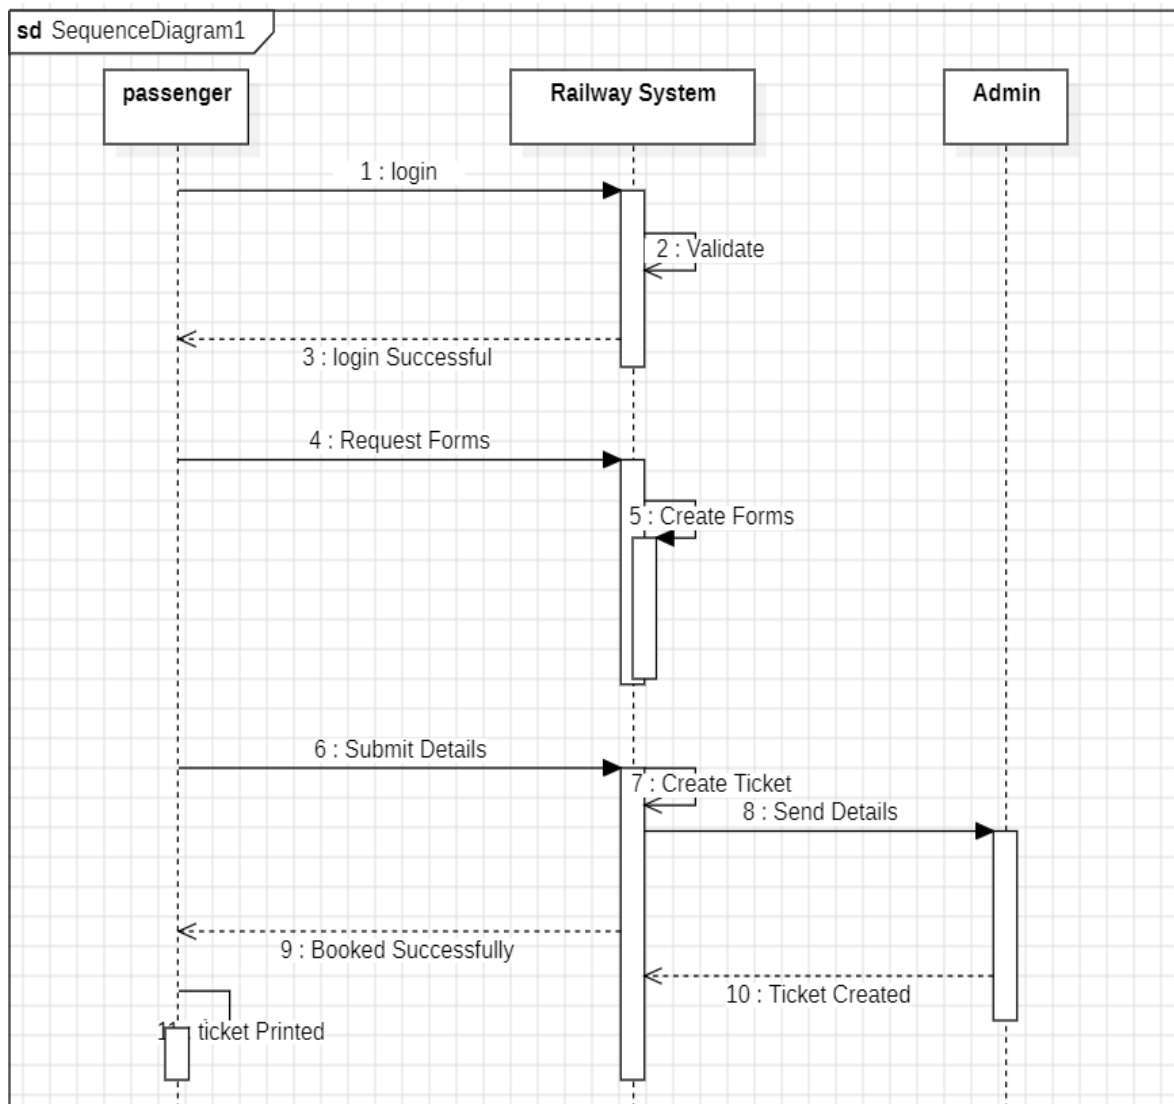 sd SequenceDiagram1
passenger
Railway System
Admin
1 : login
2 : Validate
3 : login Successful
4 : Request Forms
5 : Create Forms
6 : Submit Details
7 : Create Ticket
8 : Send Details
9 : Booked Successfully
10 : Ticket Created
11 : ticket Printed